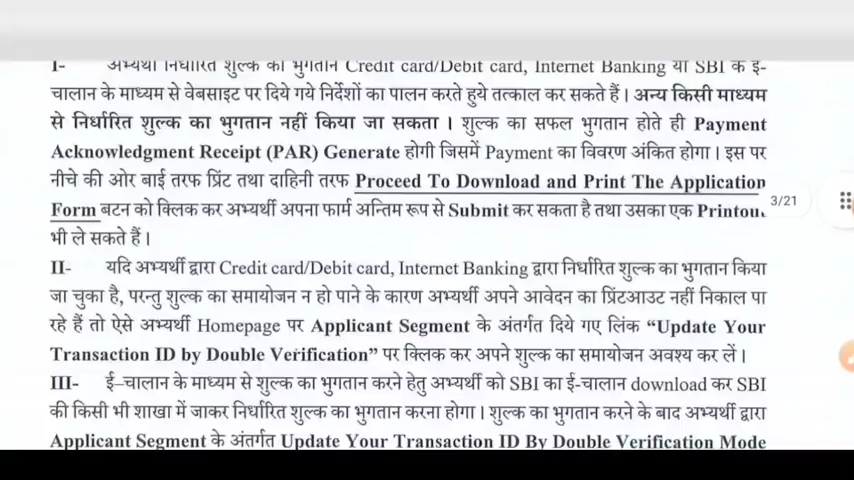 I- अभ्यर्थी निर्धारित शुल्क का भुगतान Credit card/Debit card, Internet Banking या SBI के ई-
चालान के माध्यम से वेबसाइट पर दिये गये निर्देशों का पालन करते हुये तत्काल कर सकते हैं। अन्य किसी माध्यम
से निर्धारित शुल्क का भुगतान नहीं किया जा सकता। शुल्क का सफल भुगतान होते ही Payment
Acknowledgment Receipt (PAR) Generate होगी जिसमें Payment का विवरण अंकित होगा। इस पर
नीचे की ओर बाई तरफ प्रिंट तथा दाहिनी तरफ Proceed To Download and Print The Application
3/21
Form बटन को क्लिक कर अभ्यर्थी अपना फार्म अन्तिम रूप से Submit कर सकता है तथा उसका एक Printout
भी ले सकते हैं।
II- यदि अभ्यर्थी द्वारा Credit card/Debit card, Internet Banking द्वारा निर्धारित शुल्क का भुगतान किया
जा चुका है, परन्तु शुल्क का समायोजन न हो पाने के कारण अभ्यर्थी अपने आवेदन का प्रिंटआउट नहीं निकाल पा
रहे हैं तो ऐसे अभ्यर्थी Homepage पर Applicant Segment के अंतर्गत दिये गए लिंक “Update Your
Transaction ID by Double Verification” पर क्लिक कर अपने शुल्क का समायोजन अवश्य कर लें।
III- ई–चालान के माध्यम से शुल्क का भुगतान करने हेतु अभ्यर्थी को SBI का ई-चालान download कर SBI
की किसी भी शाखा में जाकर निर्धारित शुल्क का भुगतान करना होगा। शुल्क का भुगतान करने के बाद अभ्यर्थी द्वारा
Applicant Segment के अंतर्गत Update Your Transaction ID By Double Verification Mode